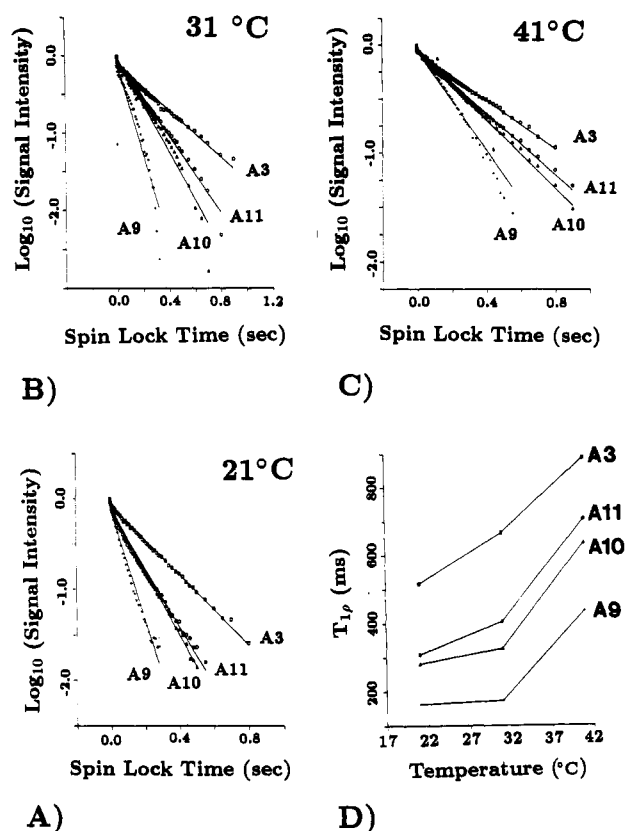 31 °C
Log₁₀ (Signal Intensity)
0.0
-1.0
-2.0
A3
A11
A10
A9
0.0 0.4 0.8 1.2
Spin Lock Time (sec)
B)
41°C
Log₁₀ (Signal Intensity)
0.0
-1.0
-2.0
A3
A11
A10
A9
0.0 0.4 0.8
Spin Lock Time (sec)
C)
21°C
Log₁₀ (Signal Intensity)
0.0
-1.0
-2.0
A3
A11
A10
A9
0.0 0.4 0.8
Spin Lock Time (sec)
A)
T₁ρ (ms)
800
600
400
200
A3
A11
A10
A9
17 22 27 32 37 42
Temperature (°C)
D)